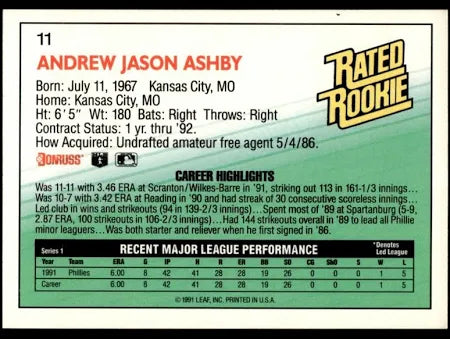 11
ANDREW JASON ASHBY
RATED
ROOKIE
Born: July 11, 1967 Kansas City, MO
Home: Kansas City, MO
Ht: 6'5" Wt: 180 Bats: Right Throws: Right
Contract Status: 1 yr. thru '92.
How Acquired: Undrafted amateur free agent 5/4/86.
DONRUSS
CAREER HIGHLIGHTS
Was 11-11 with 3.46 ERA at Scranton/Wilkes-Barre in '91, striking out 113 in 161-1/3 innings...
Was 10-7 with 3.42 ERA at Reading in '90 and had streak of 30 consecutive scoreless innings...
Led club in wins and strikeouts (94 in 139-2/3 innings)...Spent most of '89 at Spartanburg (5-9,
2.87 ERA, 100 strikeouts in 106-2/3 innings)...Had 144 strikeouts overall in '89 to lead all Phillie
minor leaguers...Was both starter and reliever when he first signed in '86.
Series 1 RECENT MAJOR LEAGUE PERFORMANCE *Denotes
Led League
Year Team ERA G IP H R ER BB SO CG ShO S W L
1991 Phillies 6.00 8 42 41 28 28 19 26 0 0 0 1 5
Career 6.00 8 42 41 28 28 19 26 0 0 0 1 5
©1991 LEAF, INC. PRINTED IN U.S.A.